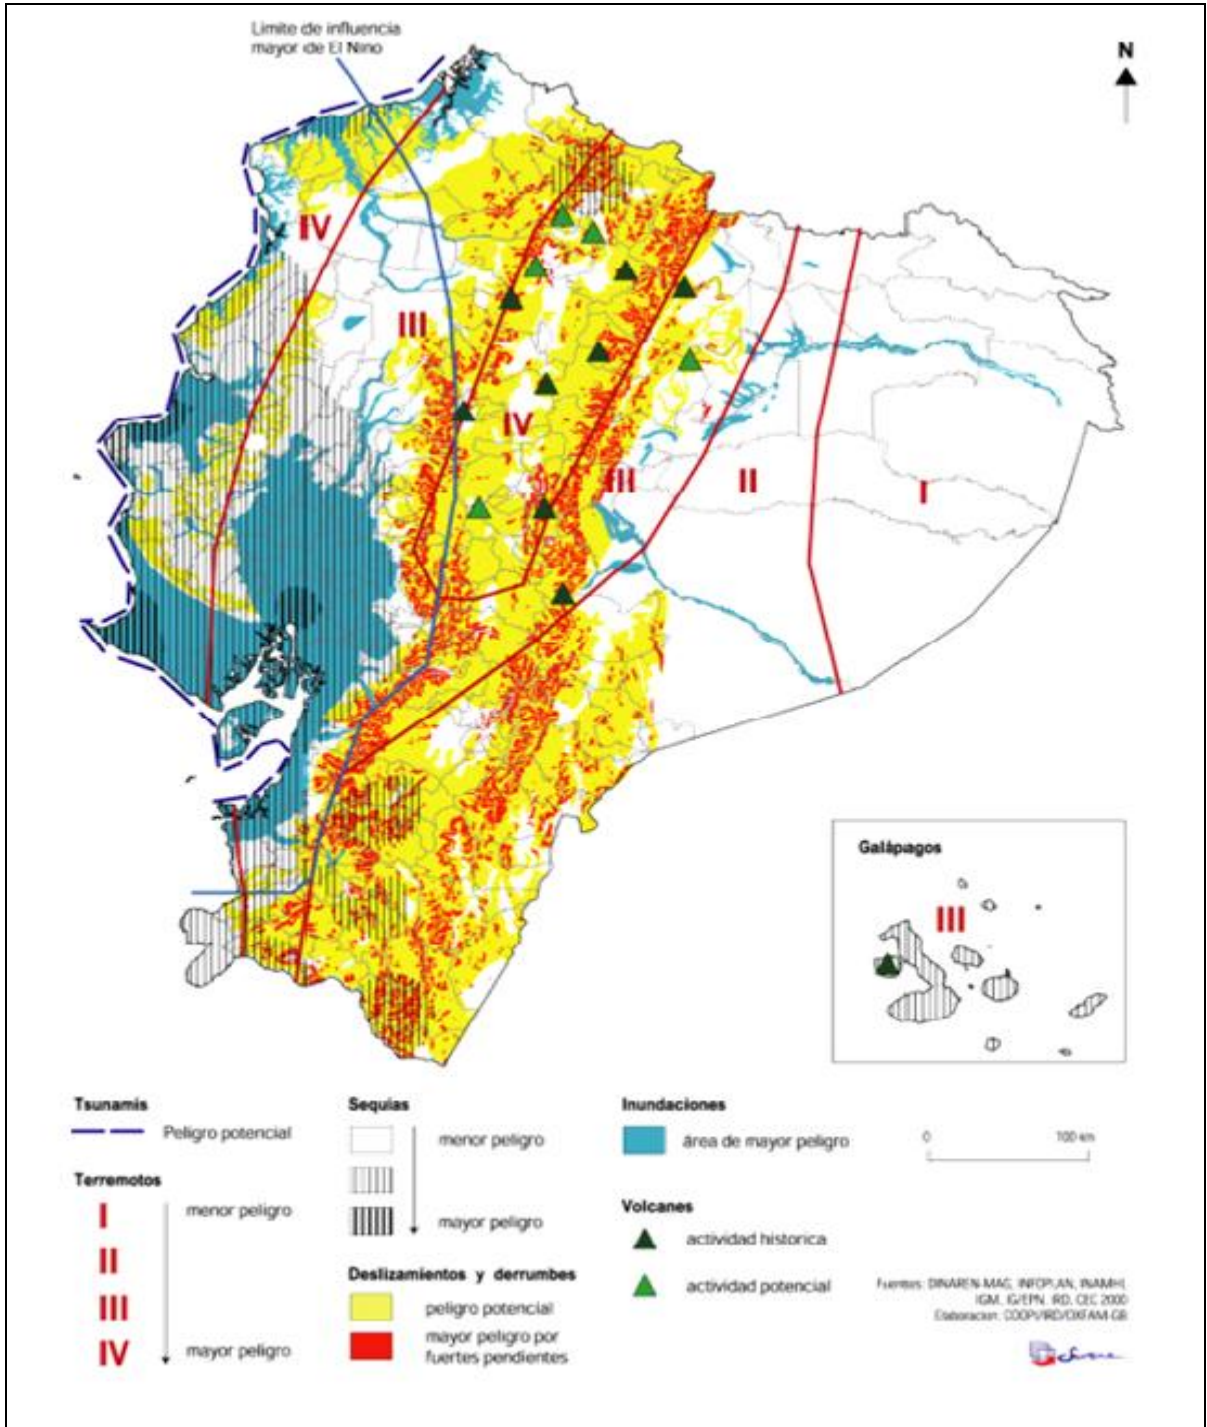 Limite de influencia
mayor de El Nino
N
IV
III
IV
III
II
I
Galápagos
III
Tsunamis
Peligro potencial
Terremotos
I
menor peligro
II
III
IV
mayor peligro
Sequias
menor peligro
mayor peligro
Deslizamientos y derrumbes
peligro potencial
mayor peligro por
fuertes pendientes
Inundaciones
área de mayor peligro
Volcanes
actividad historica
actividad potencial
0 100 km
Fuentes: DINAREN-MAG, INFOPLAN, INAMHI,
IGM, IG/EPN, IRD, CEC 2000
Elaboracion: COOPI/IRD/OXFAM-GB